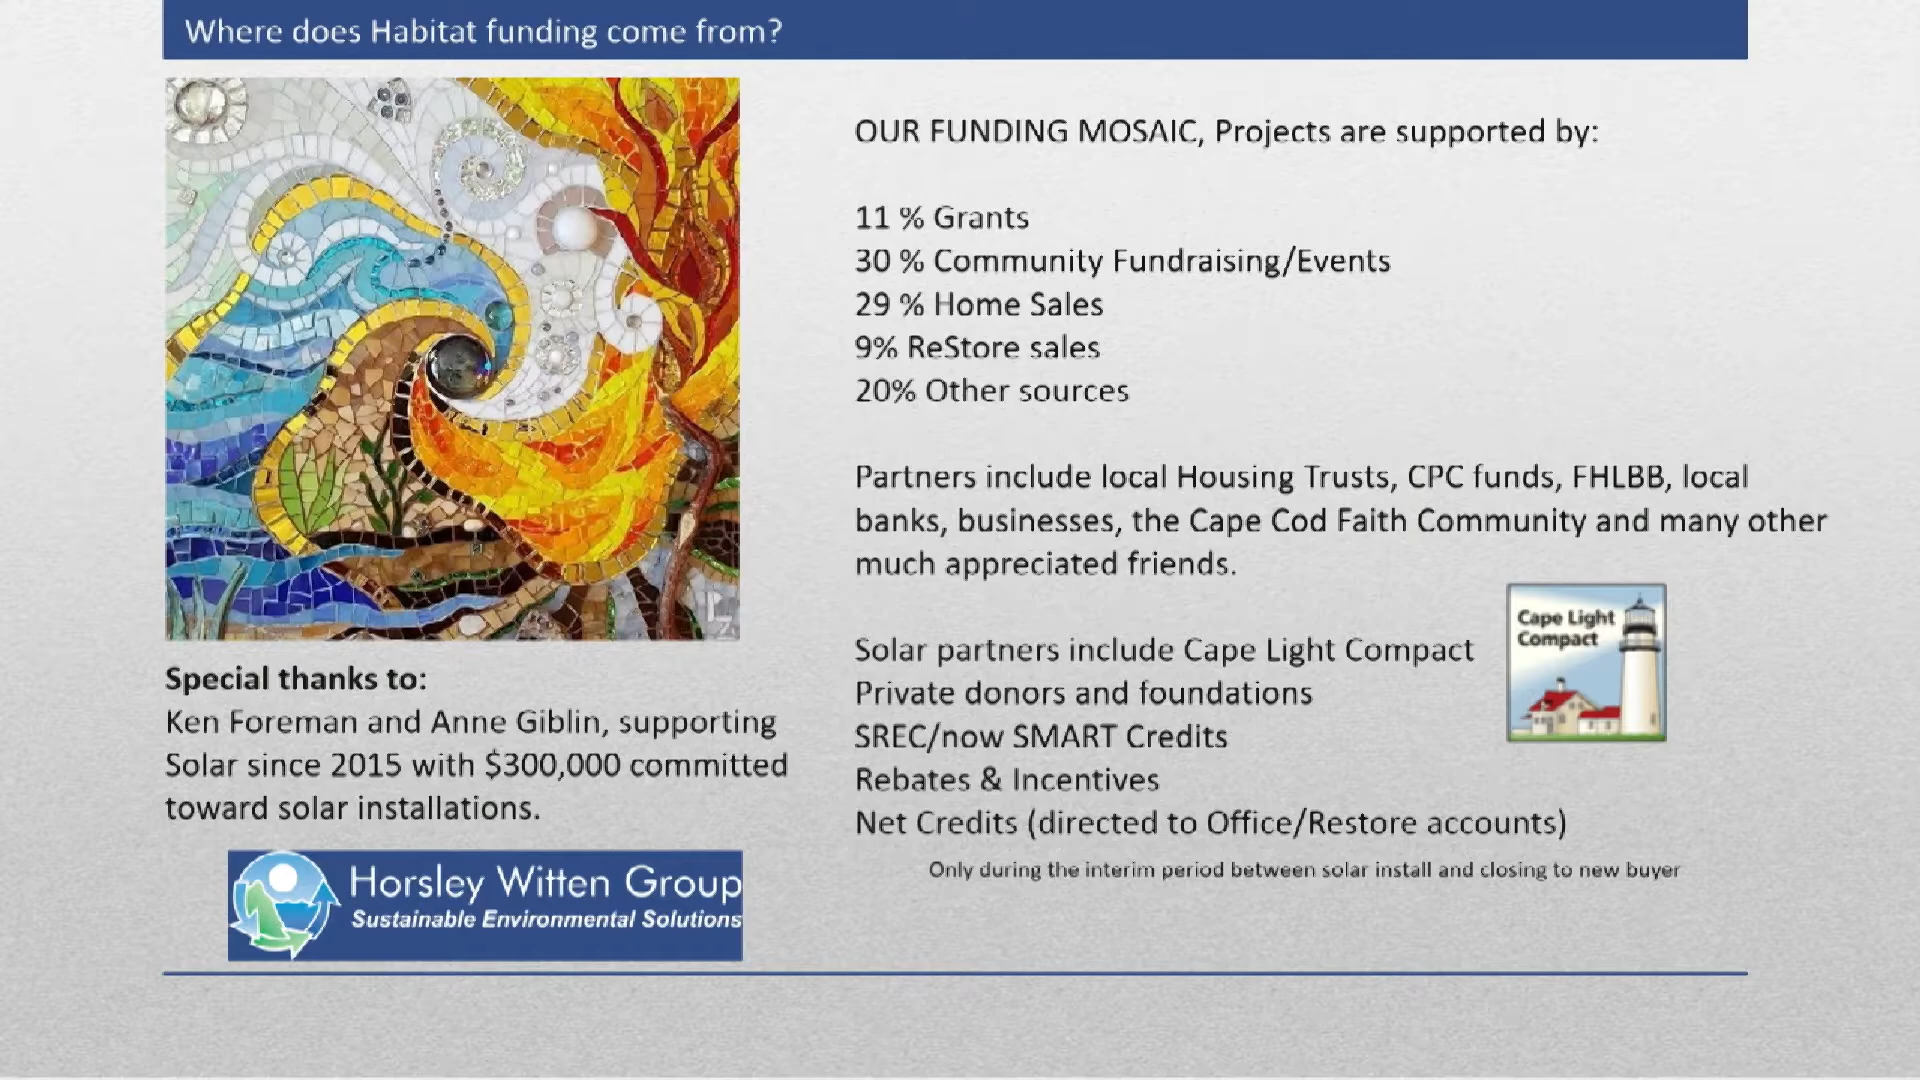 Where does Habitat funding come from?
OUR FUNDING MOSAIC, Projects are supported by:
11 % Grants
30 % Community Fundraising/Events
29 % Home Sales
9% ReStore sales
20% Other sources
Partners include local Housing Trusts, CPC funds, FHLBB, local
banks, businesses, the Cape Cod Faith Community and many other
much appreciated friends.
Solar partners include Cape Light Compact
Private donors and foundations
SREC/now SMART Credits
Rebates & Incentives
Net Credits (directed to Office/Restore accounts)
Only during the interim period between solar install and closing to new buyer
Cape Light
Compact
Special thanks to:
Ken Foreman and Anne Giblin, supporting
Solar since 2015 with $300,000 committed
toward solar installations.
Horsley Witten Group
Sustainable Environmental Solutions